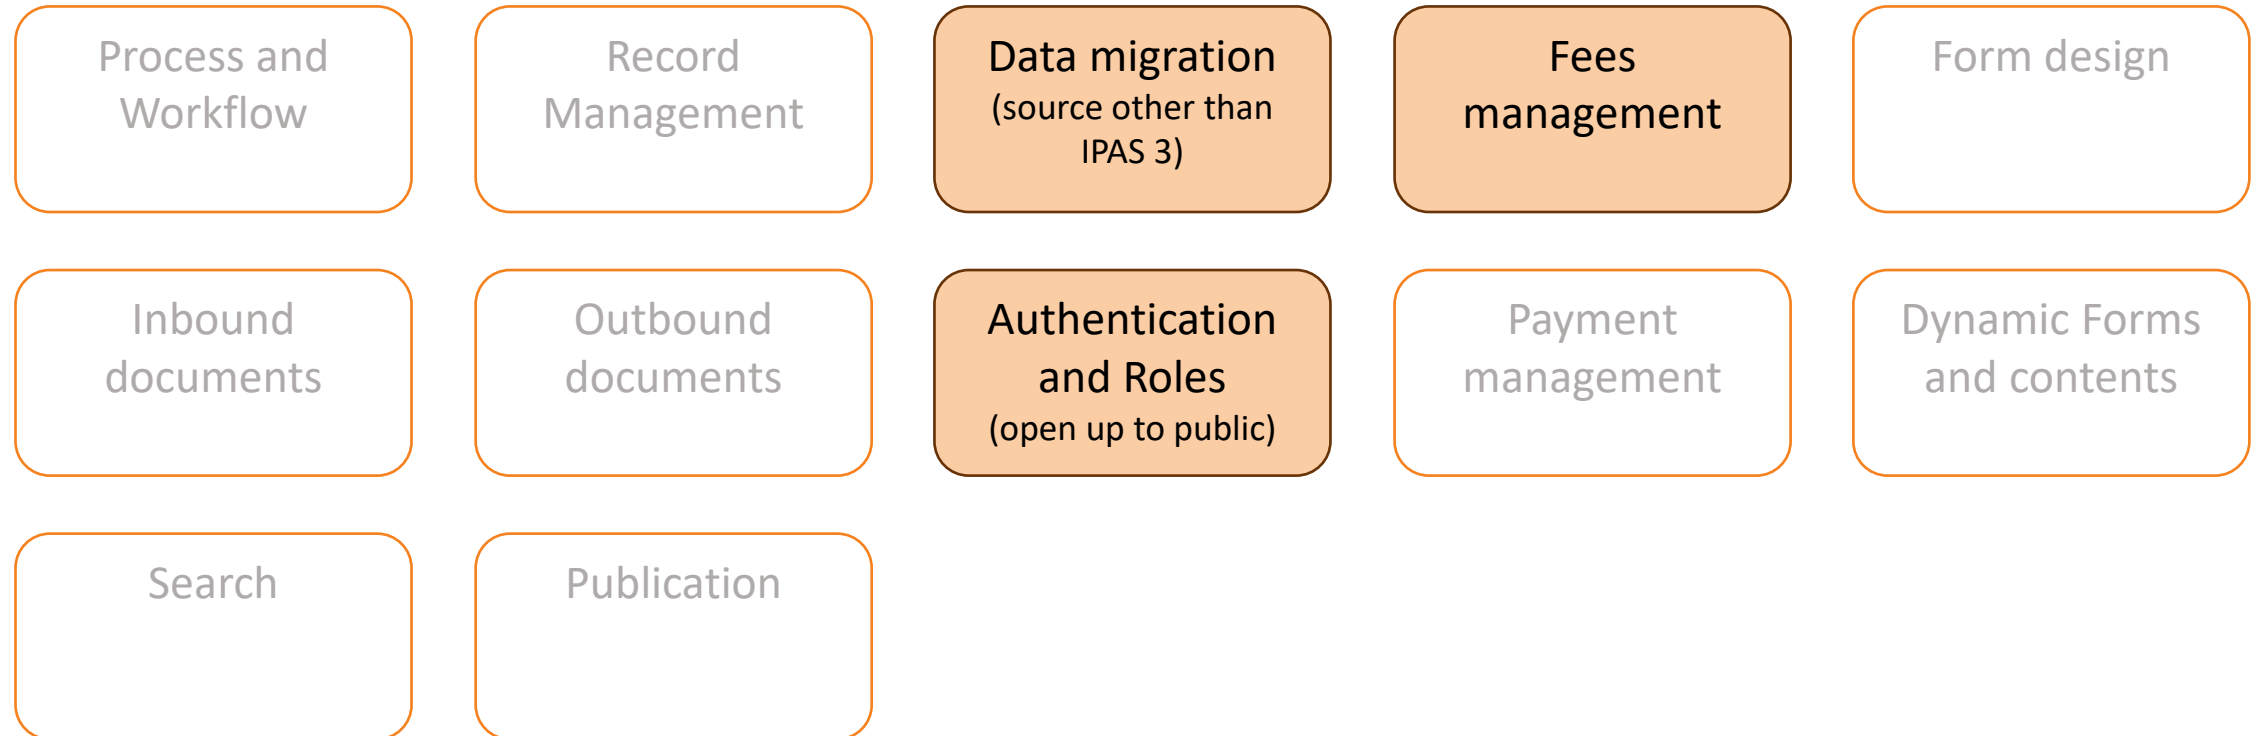 Process and
Workflow
Record
Management
Data migration
(source other than
IPAS 3)
Fees
management
Form design
Inbound
documents
Outbound
documents
Authentication
and Roles
(open up to public)
Payment
management
Dynamic Forms
and contents
Search
Publication